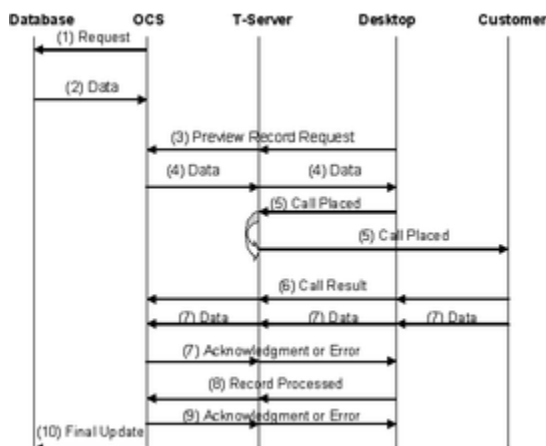 Database OCS T-Server Desktop Customer
(1) Request
(2) Data
(3) Preview Record Request
(4) Data (4) Data
(5) Call Placed
(5) Call Placed
(6) Call Result
(7) Data (7) Data (7) Data
(7) Acknowledgment or Error
(8) Record Processed
(9) Acknowledgment or Error
(10) Final Update